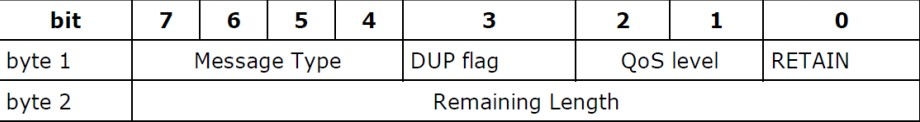 bit 7 6 5 4 3 2 1 0
byte 1 Message Type DUP flag QoS level RETAIN
byte 2 Remaining Length